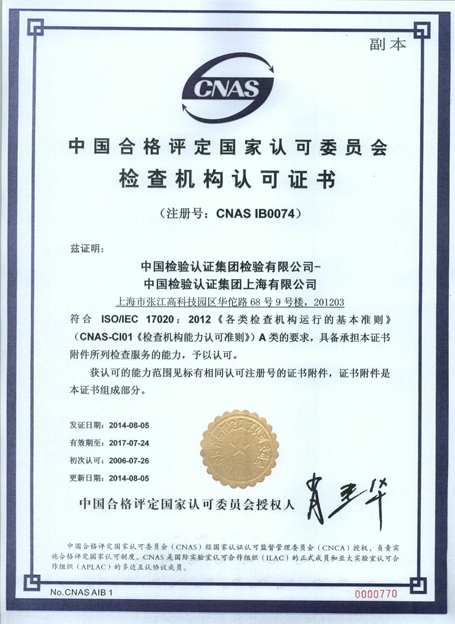 副本
CNAS
中国合格评定国家认可委员会
检查机构认可证书
（注册号：CNAS IB0074）
兹证明：
中国检验认证集团检验有限公司-
中国检验认证集团上海有限公司
上海市张江高科技园区华佗路 68 号 9 号楼，201203
符合 ISO/IEC 17020：2012《各类检查机构运行的基本准则》
（CNAS-CI01《检查机构能力认可准则》）A 类的要求，具备承担本证书
附件所列检查服务的能力，予以认可。
获认可的能力范围见标有相同认可注册号的证书附件，证书附件是
本证书组成部分。
发证日期：2014-08-05
有效期至：2017-07-24
初次认可：2006-07-26
更新日期：2014-08-05
中国合格评定国家认可委员会授权人
中国合格评定国家认可委员会（CNAS）经国家认证认可监督管理委员会（CNCA）授权，负责实
施合格评定国家认可制度。CNAS 是国际实验室认可合作组织（ILAC）的正式成员和亚太实验室认可合
作组织（APLAC）的多边互认协议成员。
No.CNAS AIB 1
0000770